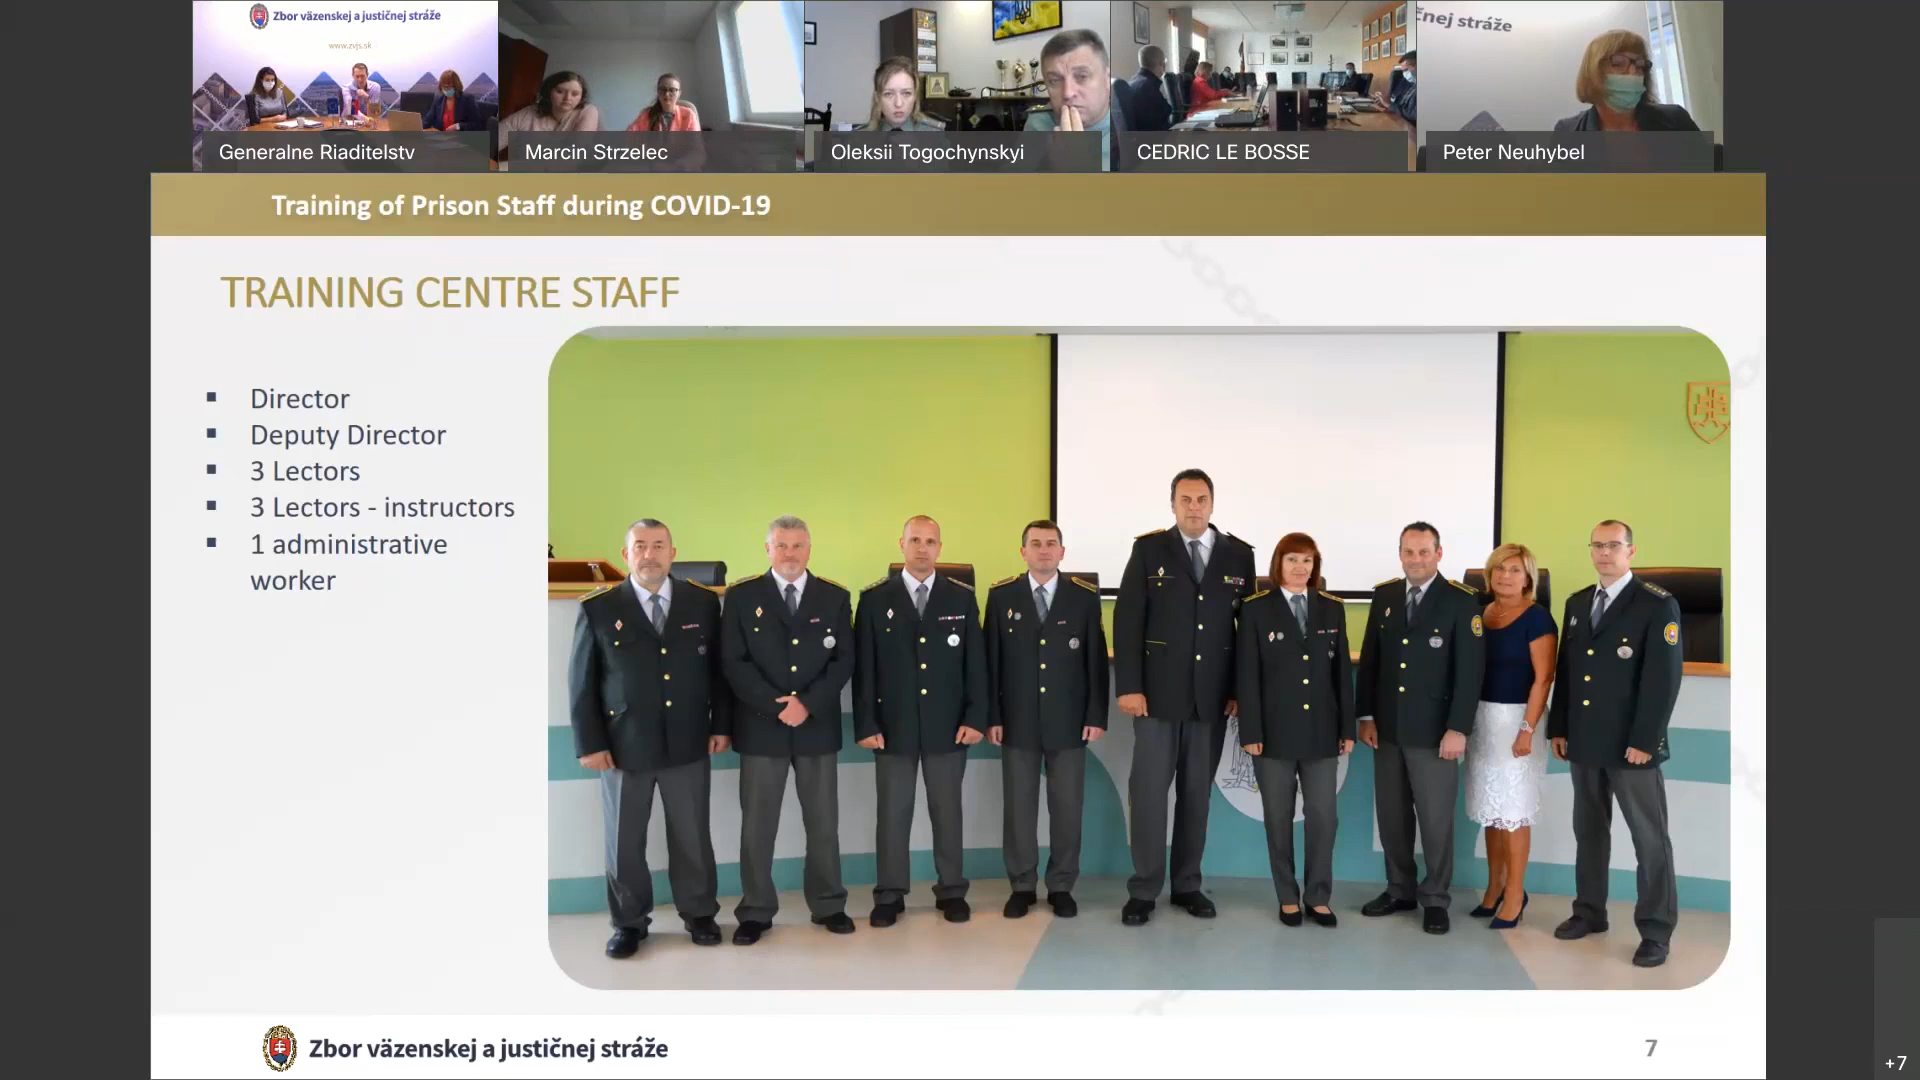 Zbor väzenskej a justičnej stráže
www.zvjs.sk
čnej stráže
Generalne Riaditelstv
Marcin Strzelec
Oleksii Togochynskyi
CEDRIC LE BOSSE
Peter Neuhybel
Training of Prison Staff during COVID-19
TRAINING CENTRE STAFF
▪ Director
▪ Deputy Director
▪ 3 Lectors
▪ 3 Lectors - instructors
▪ 1 administrative
worker
Zbor väzenskej a justičnej stráže
7
+7